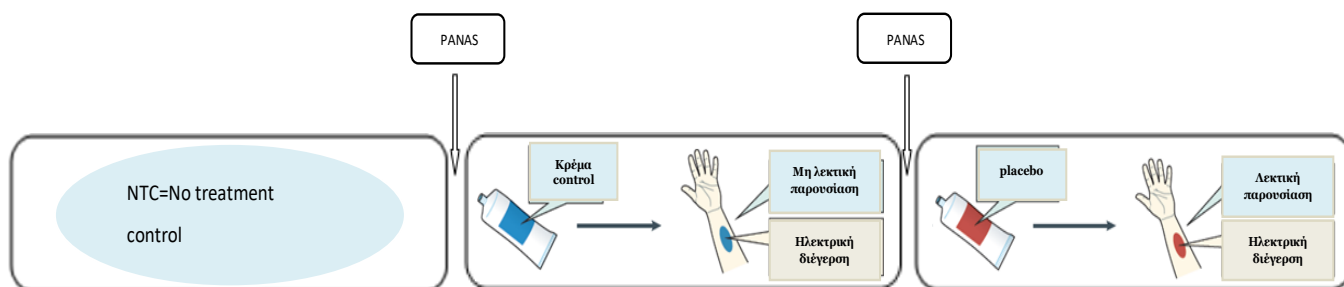 PANAS
PANAS
NTC=No treatment
control
Κρέμα
control
Μη λεκτική
παρουσίαση
Ηλεκτρική
διέγερση
placebo
Λεκτική
παρουσίαση
Ηλεκτρική
διέγερση